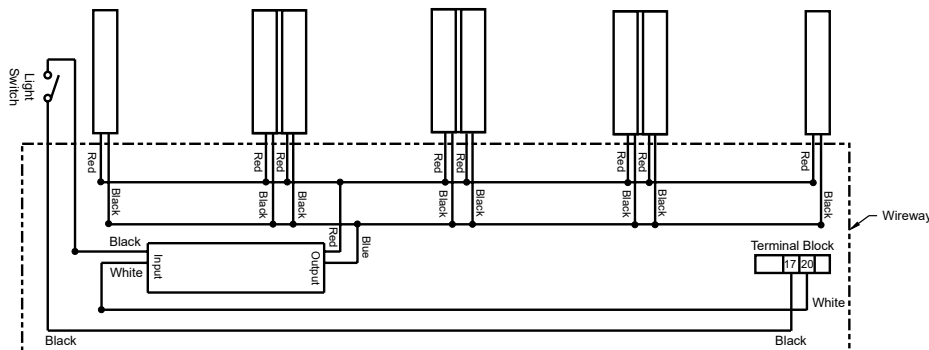 Light
Switch
Red
Black
Red
Red
Black
Black
Red
Red
Black
Black
Red
Red
Black
Black
Red
Black
Wireway
Black
White
Input
Output
Red
Blue
Terminal Block
17 20
White
Black
Black